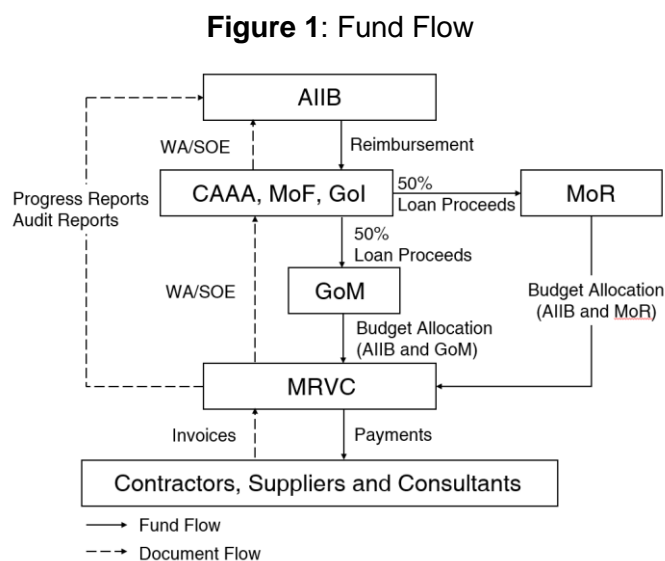 Figure 1: Fund Flow
AIIB
WA/SOE
Reimbursement
Progress Reports
Audit Reports
CAAA, MoF, GoI
50%
Loan Proceeds
MoR
50%
Loan Proceeds
WA/SOE
GoM
Budget Allocation
(AIIB and MoR)
Budget Allocation
(AIIB and GoM)
MRVC
Invoices
Payments
Contractors, Suppliers and Consultants
Fund Flow
Document Flow